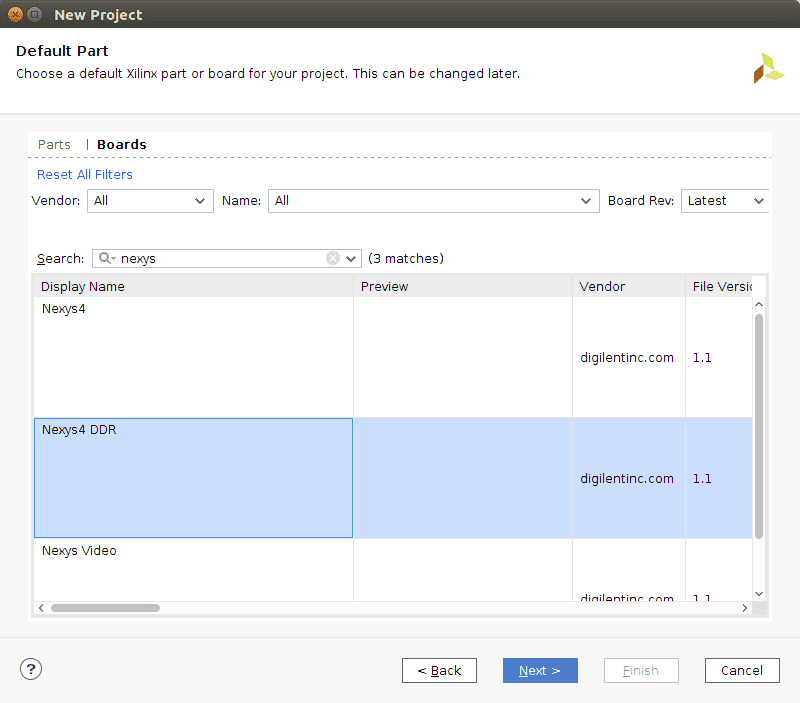 New Project
Default Part
Choose a default Xilinx part or board for your project. This can be changed later.
Parts | Boards
Reset All Filters
Vendor: All Name: All Board Rev: Latest
Search: nexys (3 matches)
Display Name Preview Vendor File Versio
Nexys4
digilentinc.com 1.1
Nexys4 DDR
digilentinc.com 1.1
Nexys Video
digilentinc.com 1.1
? < Back Next > Finish Cancel